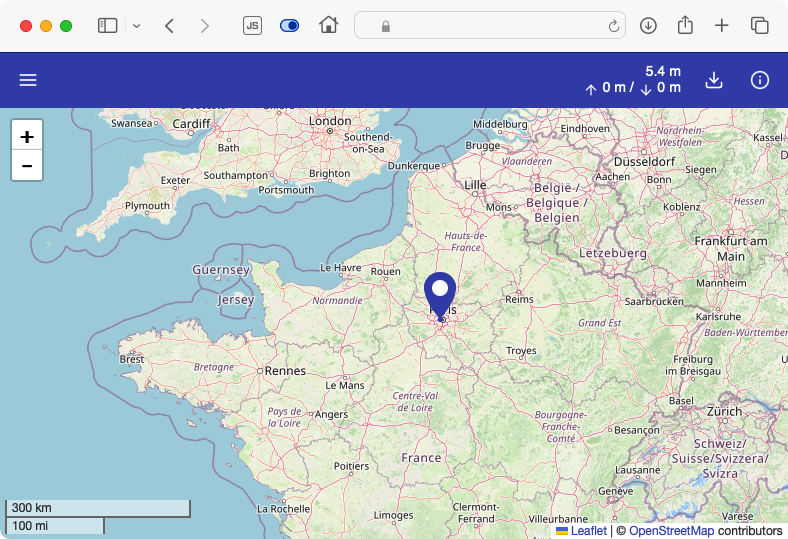 JS
5.4 m
↑ 0 m / ↓ 0 m
+
-
Swansea
Cardiff
London
Bath
Southend-
on-Sea
Exeter
Southampton
Brighton
Portsmouth
Plymouth
Middelburg
Brugge
Dunkerque
Lille
Mons
Vlaanderen
Eindhoven
Nordrhein-
Westfalen
Kassel
Düsseldorf
Aachen
Bonn
Siegen
België /
Belgique /
Belgien
Koblenz
Hessen
Frankfurt am
Main
Lëtzebuerg
Mannheim
Hauts-de-
France
Guernsey
Jersey
Le Havre
Rouen
Normandie
Reims
Saarbrücken
Karlsruhe
Grand Est
Baden-Württember
Brest
Bretagne
Rennes
Le Mans
Troyes
Freiburg
im Breisgau
Centre-Val
de Loire
Pays de
la Loire
Angers
Bourgogne-
Franche-
Comté
Basel
Zürich
Besançon
Schweiz/
Suisse/Svizzera/
Svizra
Lausanne
Genève
Poitiers
France
La Rochelle
Limoges
Clermont-
Ferrand
Villeurbanne
Varese
300 km
100 mi
Leaflet | © OpenStreetMap contributors